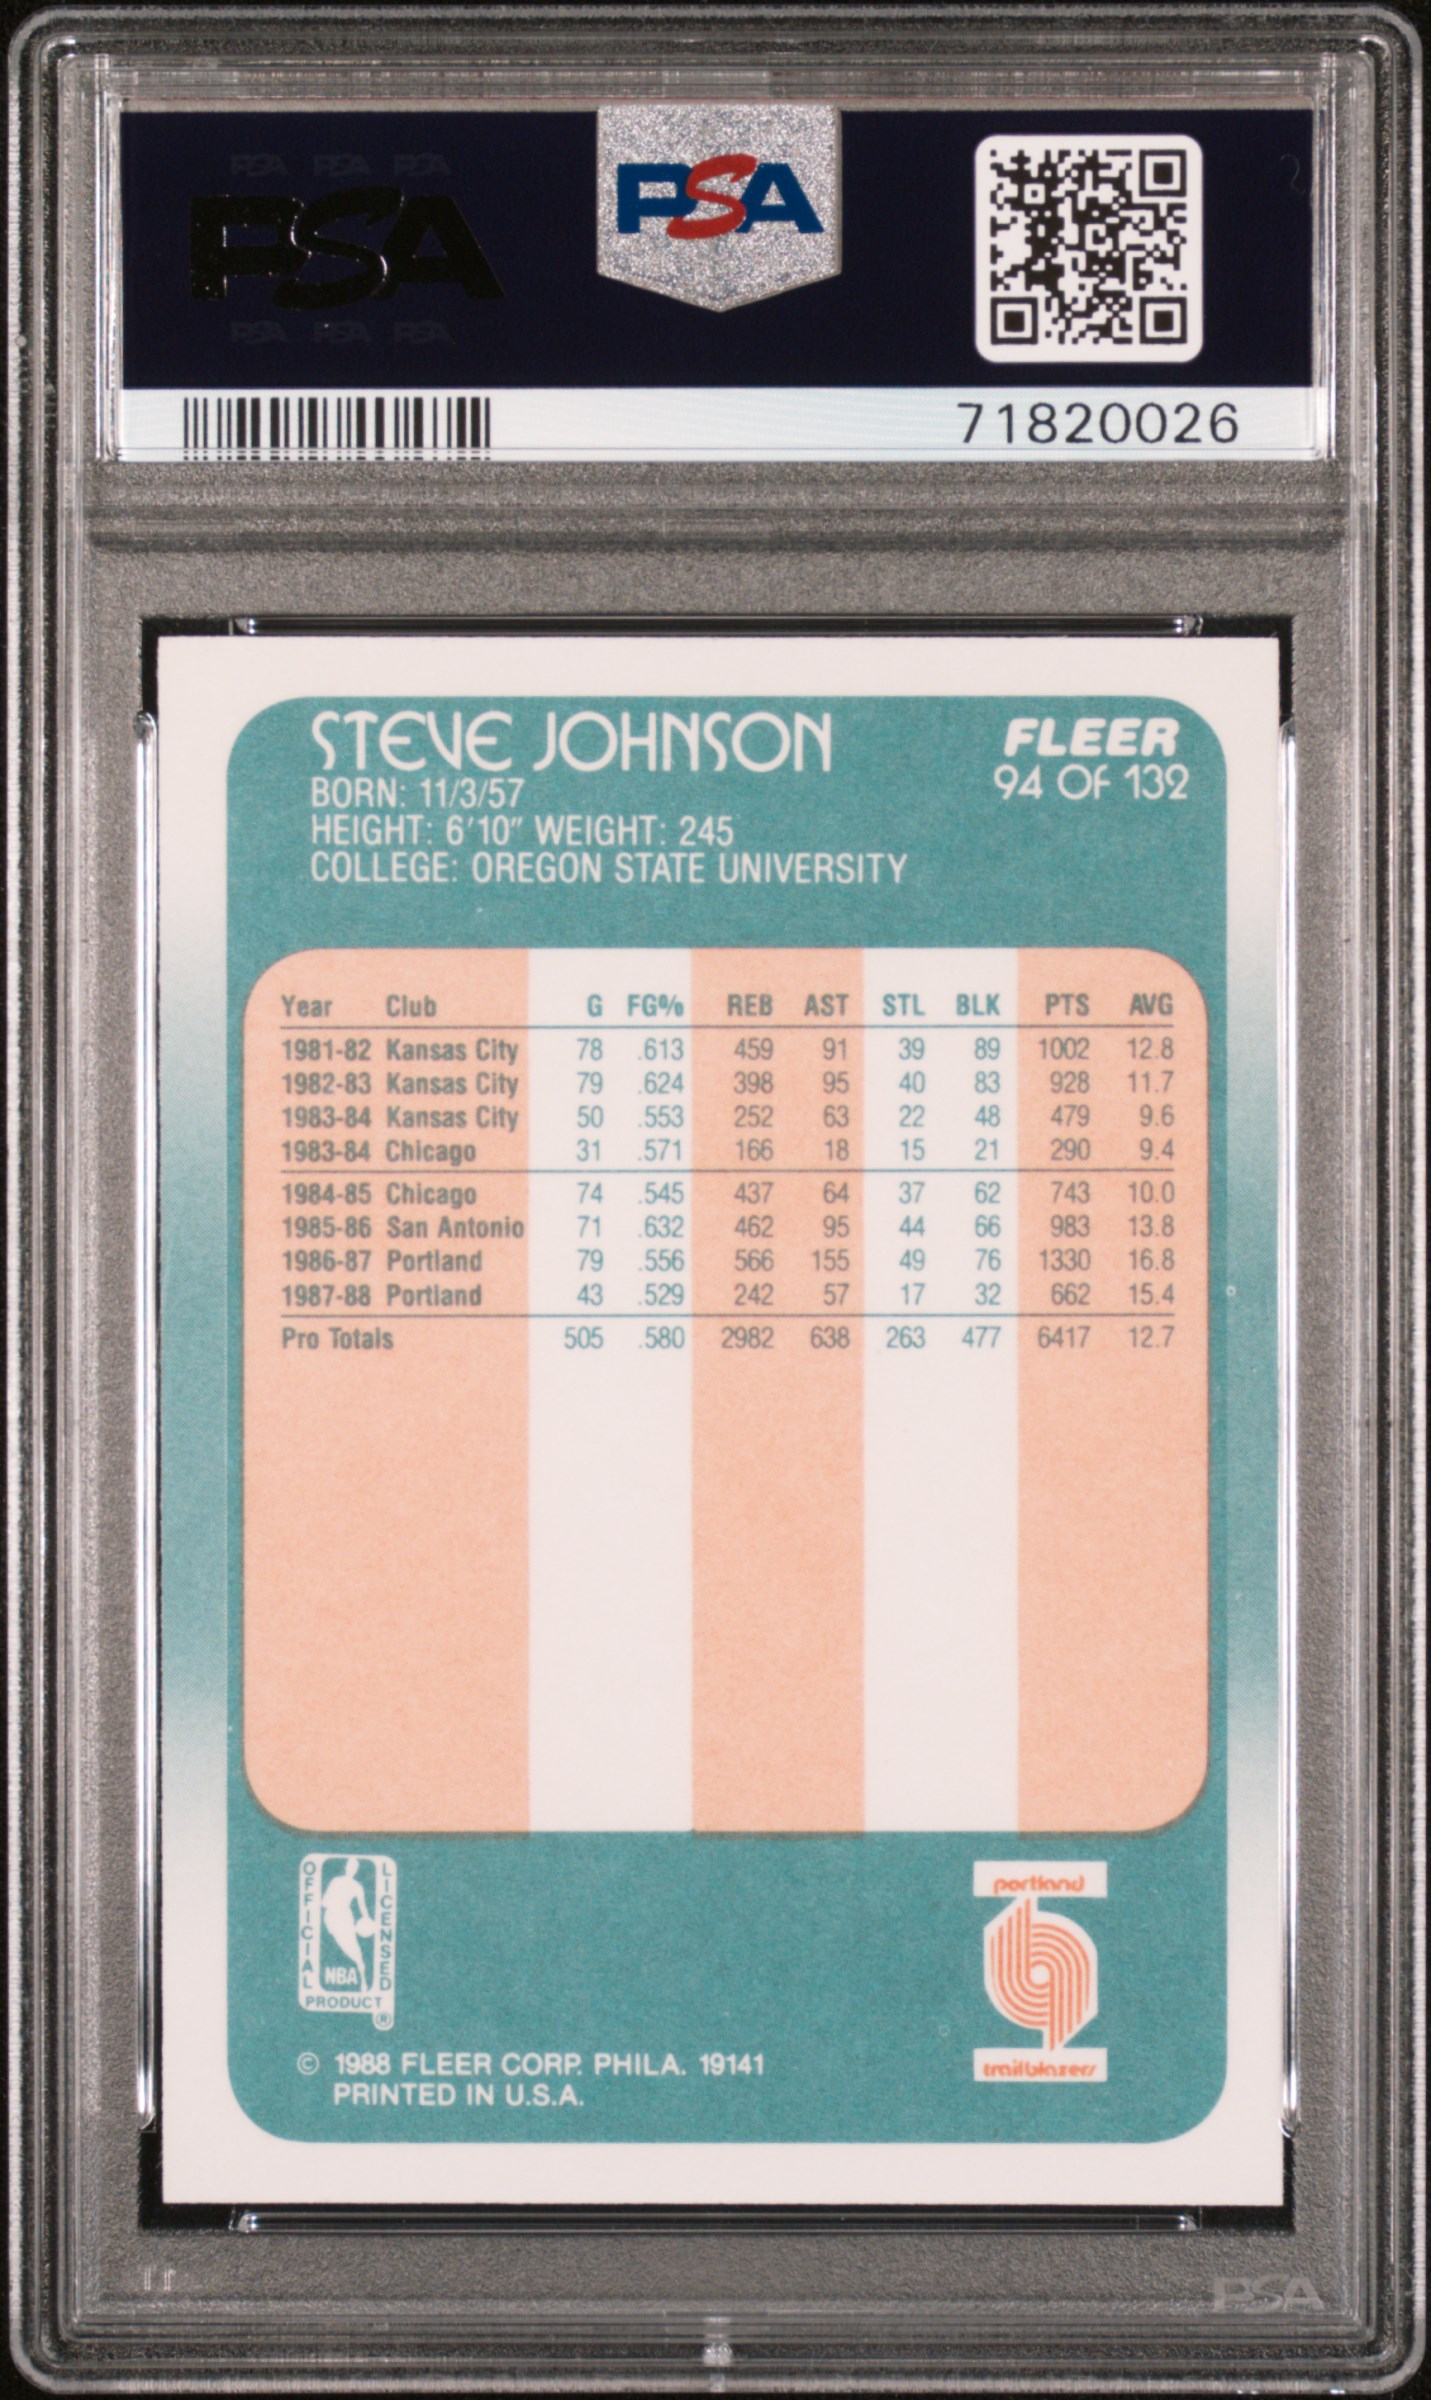 PSA PSA PSA
PSA
PSA PSA PSA
PSA
71820026
STEVE JOHNSON
FLEER
94 OF 132
BORN: 11/3/57
HEIGHT: 6'10" WEIGHT: 245
COLLEGE: OREGON STATE UNIVERSITY
Year Club G FG% REB AST STL BLK PTS AVG
1981-82 Kansas City 78 .613 459 91 39 89 1002 12.8
1982-83 Kansas City 79 .624 398 95 40 83 928 11.7
1983-84 Kansas City 50 .553 252 63 22 48 479 9.6
1983-84 Chicago 31 .571 166 18 15 21 290 9.4
1984-85 Chicago 74 .545 437 64 37 62 743 10.0
1985-86 San Antonio 71 .632 462 95 44 66 983 13.8
1986-87 Portland 79 .556 566 155 49 76 1330 16.8
1987-88 Portland 43 .529 242 57 17 32 662 15.4
Pro Totals 505 .580 2982 638 263 477 6417 12.7
OFFICIAL
LICENSED
NBA
PRODUCT
®
portland
trailblazers
© 1988 FLEER CORP. PHILA. 19141
PRINTED IN U.S.A.
PSA